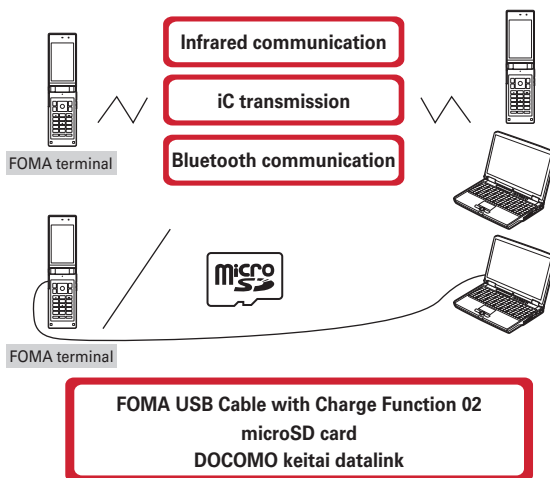 Infrared communication
iC transmission
Bluetooth communication
FOMA terminal
micro
SD
FOMA terminal
FOMA USB Cable with Charge Function 02
microSD card
DOCOMO keitai datalink